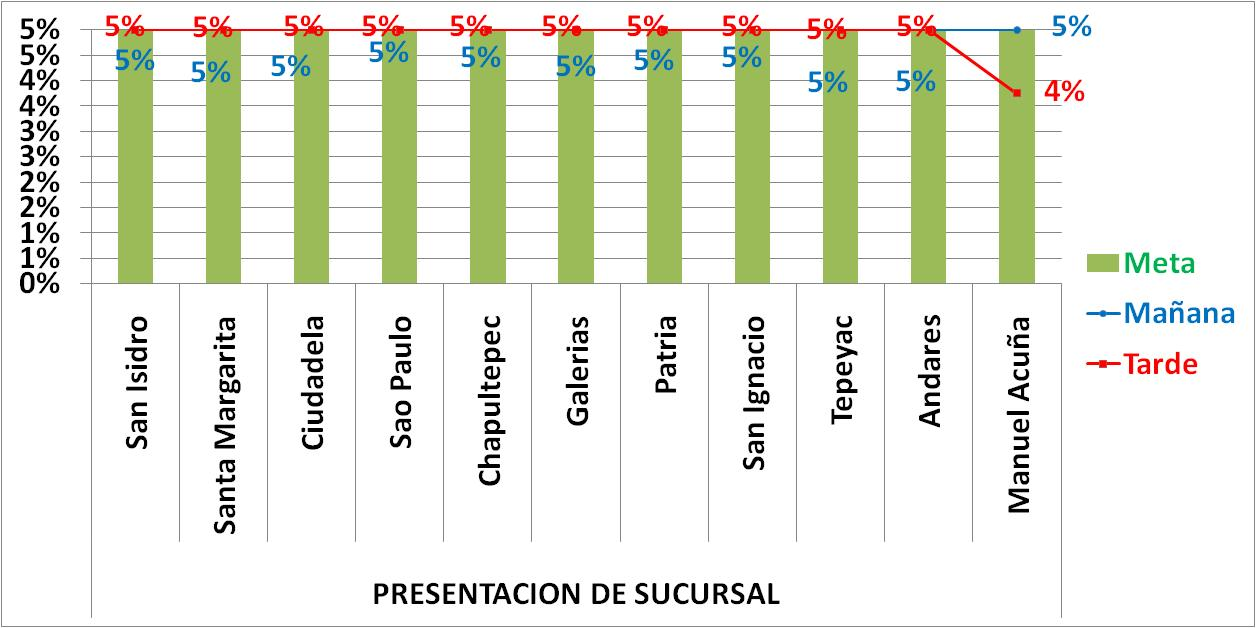 5%
5%
4%
4%
3%
3%
2%
2%
1%
1%
0%
5% 5% 5% 5% 5% 5% 5% 5% 5% 5% 5%
5% 5% 5% 5% 5% 5% 5% 5% 5% 5% 4%
San Isidro
Santa Margarita
Ciudadela
Sao Paulo
Chapultepec
Galerias
Patria
San Ignacio
Tepeyac
Andares
Manuel Acuña
PRESENTACION DE SUCURSAL
Meta
Mañana
Tarde